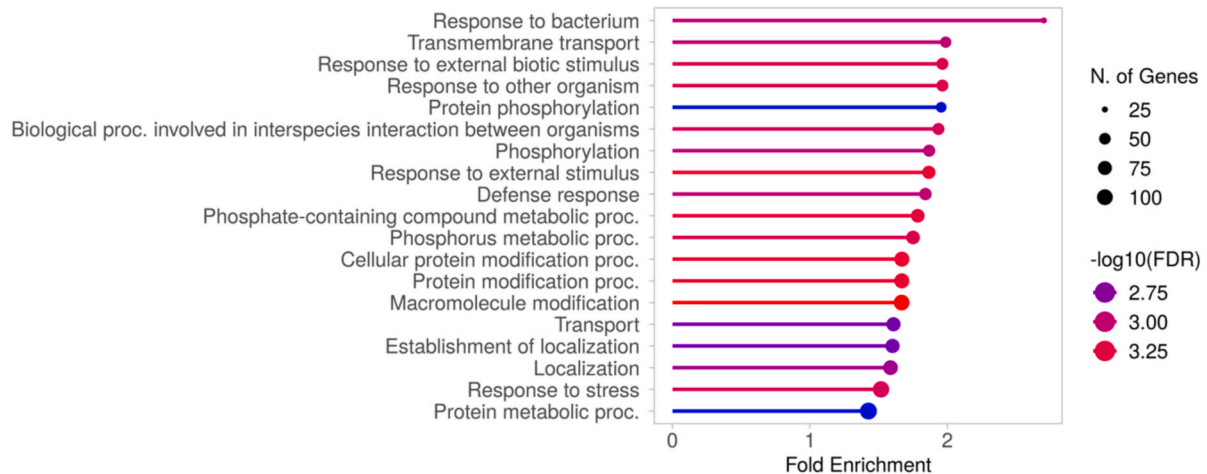 Response to bacterium
Transmembrane transport
Response to external biotic stimulus
Response to other organism
Protein phosphorylation
Biological proc. involved in interspecies interaction between organisms
Phosphorylation
Response to external stimulus
Defense response
Phosphate-containing compound metabolic proc.
Phosphorus metabolic proc.
Cellular protein modification proc.
Protein modification proc.
Macromolecule modification
Transport
Establishment of localization
Localization
Response to stress
Protein metabolic proc.
0 1 2
Fold Enrichment
N. of Genes
25
50
75
100
-log10(FDR)
2.75
3.00
3.25